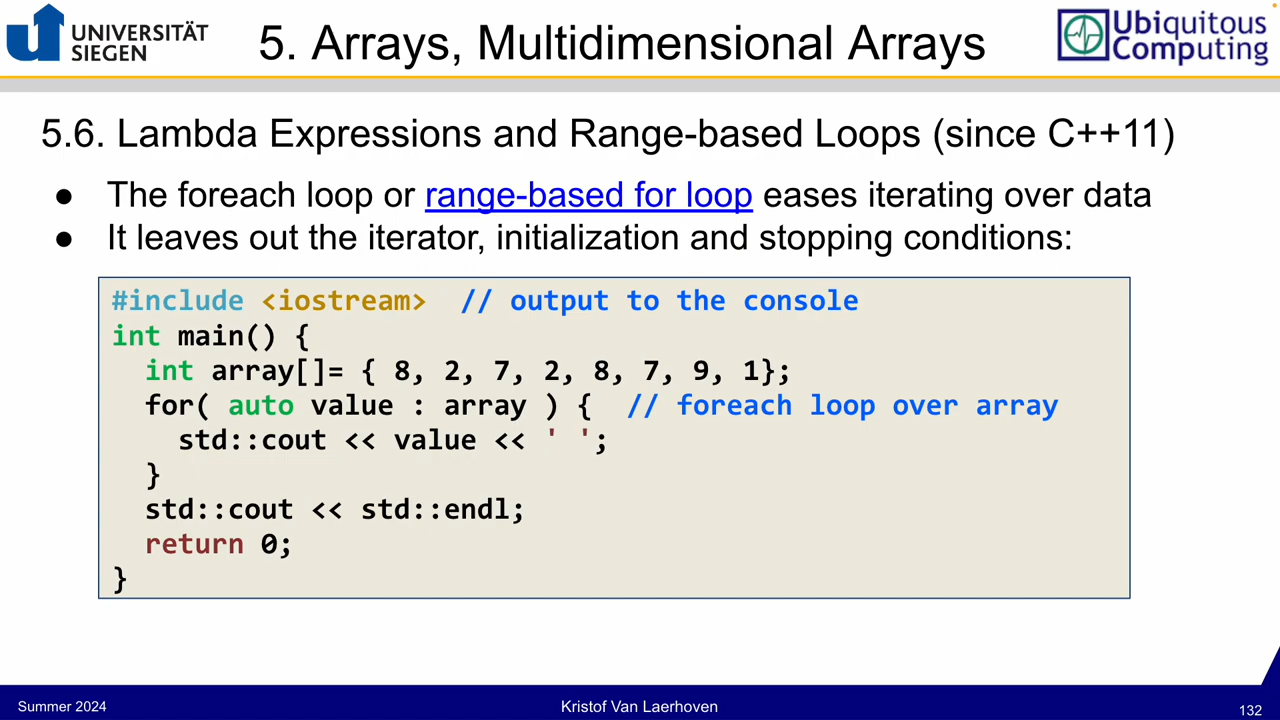 UNIVERSITÄT
SIEGEN
5. Arrays, Multidimensional Arrays
Ubiquitous
Computing
5.6. Lambda Expressions and Range-based Loops (since C++11)
● The foreach loop or range-based for loop eases iterating over data
● It leaves out the iterator, initialization and stopping conditions:
#include <iostream>  // output to the console
int main() {
  int array[]= { 8, 2, 7, 2, 8, 7, 9, 1};
  for( auto value : array ) {  // foreach loop over array
    std::cout << value << ' ';
  }
  std::cout << std::endl;
  return 0;
}
Summer 2024
Kristof Van Laerhoven
132